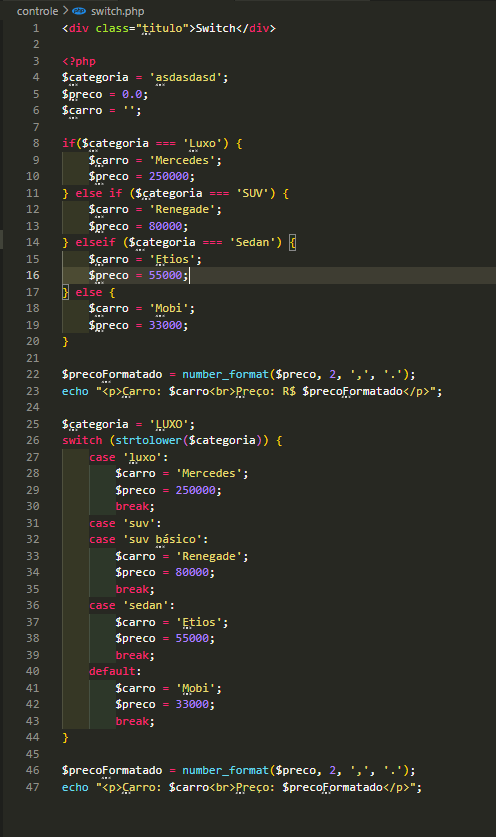 controle > php switch.php
1 <div class="titulo">Switch</div>
2
3 <?php
4 $categoria = 'asdasdasd';
5 $preco = 0.0;
6 $carro = '';
7
8 if($categoria === 'Luxo') {
9 $carro = 'Mercedes';
10 $preco = 250000;
11 } else if ($categoria === 'SUV') {
12 $carro = 'Renegade';
13 $preco = 80000;
14 } elseif ($categoria === 'Sedan') {
15 $carro = 'Etios';
16 $preco = 55000;
17 } else {
18 $carro = 'Mobi';
19 $preco = 33000;
20 }
21
22 $precoFormatado = number_format($preco, 2, ',', '.');
23 echo "<p>Carro: $carro<br>Preço: R$ $precoFormatado</p>";
24
25 $categoria = 'LUXO';
26 switch (strtolower($categoria)) {
27 case 'luxo':
28 $carro = 'Mercedes';
29 $preco = 250000;
30 break;
31 case 'suv':
32 case 'suv básico':
33 $carro = 'Renegade';
34 $preco = 80000;
35 break;
36 case 'sedan':
37 $carro = 'Etios';
38 $preco = 55000;
39 break;
40 default:
41 $carro = 'Mobi';
42 $preco = 33000;
43 break;
44 }
45
46 $precoFormatado = number_format($preco, 2, ',', '.');
47 echo "<p>Carro: $carro<br>Preço: $precoFormatado</p>";